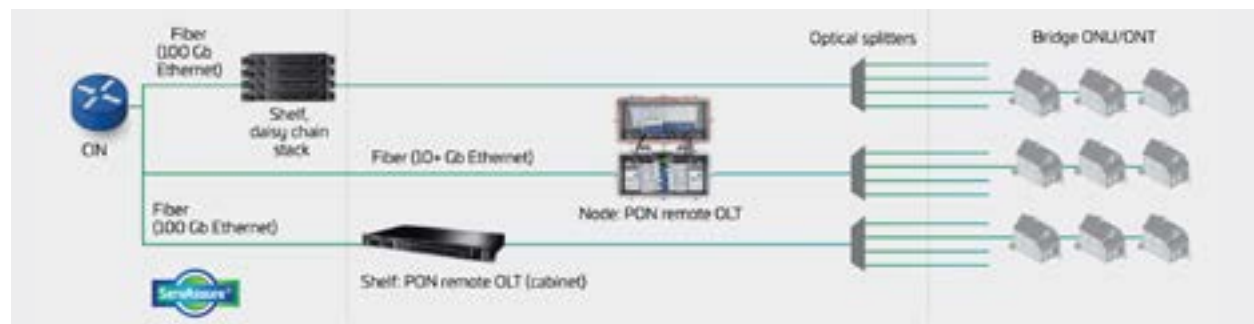 Fiber
(100 Gb
Ethernet)
Optical splitters
Bridge ONU/ONT
Shelf,
daisy chain
stack
CIN
Fiber (10+ Gb Ethernet)
Node: PON remote OLT
Fiber
(100 Gb Ethernet)
Shelf: PON remote OLT (cabinet)
ServAssure